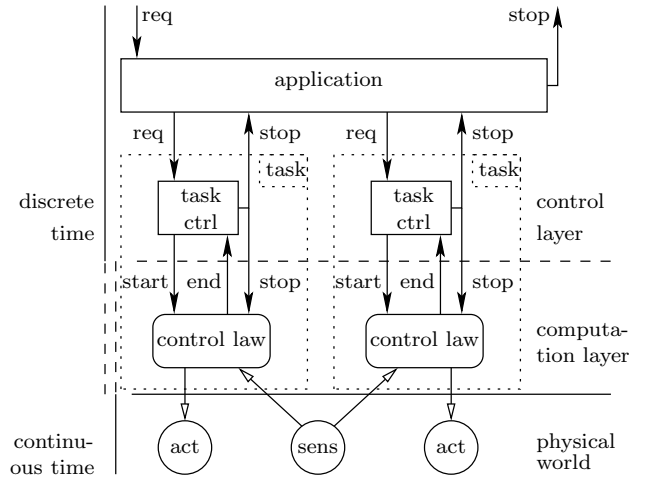 req
stop
application
req
stop
req
stop
task
task
task
ctrl
task
ctrl
discrete
time
control
layer
start
end
stop
start
end
stop
control law
control law
computa-
tion layer
act
sens
act
continu-
ous time
physical
world